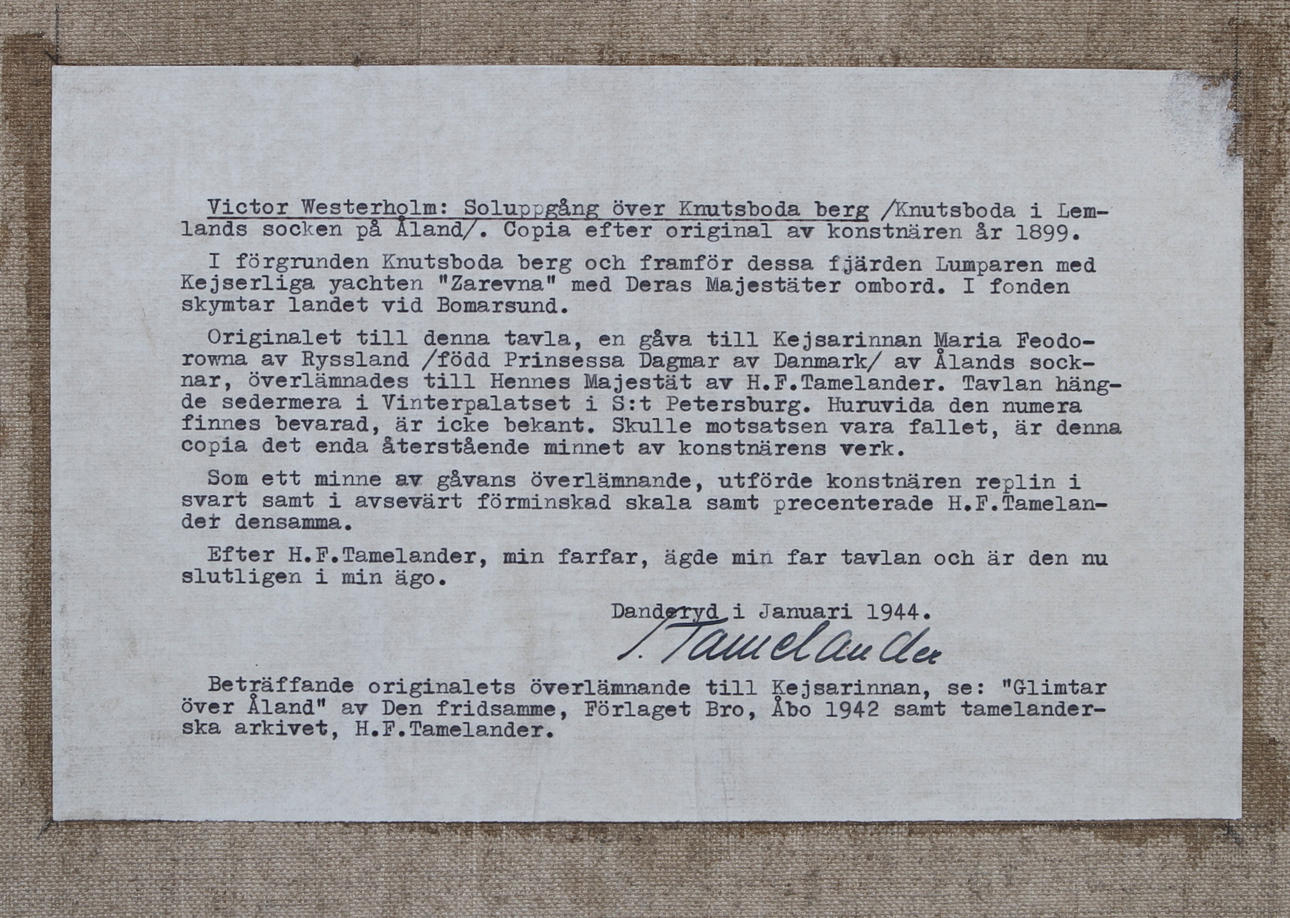 Victor Westerholm: Soluppgång över Knutsboda berg /Knutsboda i Lem-
lands socken på Åland/. Copia efter original av konstnären år 1899.
I förgrunden Knutsboda berg och framför dessa fjärden Lumparen med
Kejserliga yachten "Zarevna" med Deras Majestäter ombord. I fonden
skymtar landet vid Bomarsund.
Originalet till denna tavla, en gåva till Kejsarinnan Maria Feodo-
rowna av Ryssland /född Prinsessa Dagmar av Danmark/ av Ålands sock-
nar, överlämnades till Hennes Majestät av H.F.Tamelander. Tavlan häng-
de sedermera i Vinterpalatset i S:t Petersburg. Huruvida den numera
finnes bevarad, är icke bekant. Skulle motsatsen vara fallet, är denna
copia det enda återstående minnet av konstnärens verk.
Som ett minne av gåvans överlämnande, utförde konstnären replin i
svart samt i avsevärt förminskad skala samt precenterade H.F.Tamelan-
der densamma.
Efter H.F.Tamelander, min farfar, ägde min far tavlan och är den nu
slutligen i min ägo.
Danderyd i Januari 1944.
Tamelander
Beträffande originalets överlämnande till Kejsarinnan, se: "Glimtar
över Åland" av Den fridsamme, Förlaget Bro, Åbo 1942 samt tamelander-
ska arkivet, H.F.Tamelander.